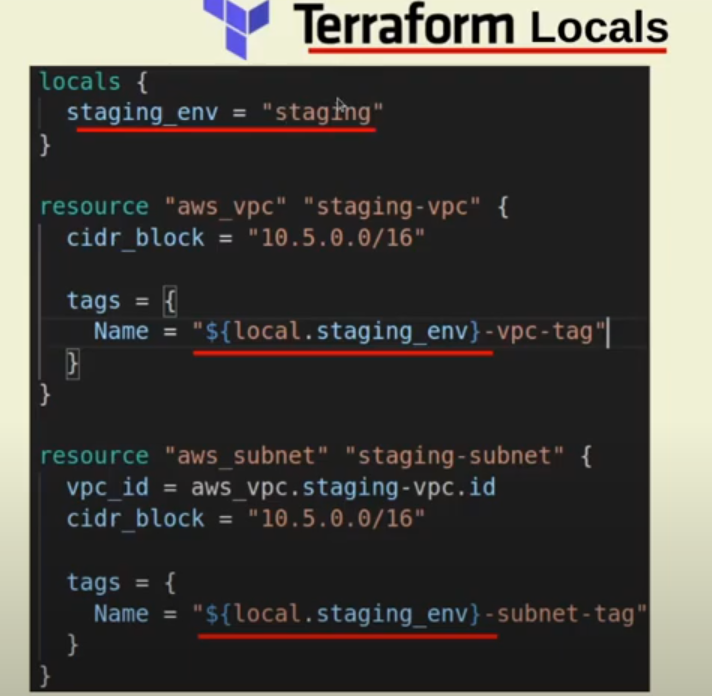 Terraform Locals
locals {
  staging_env = "staging"
}
resource "aws_vpc" "staging-vpc" {
  cidr_block = "10.5.0.0/16"
  tags = {
    Name = "${local.staging_env}-vpc-tag"
  }
}
resource "aws_subnet" "staging-subnet" {
  vpc_id = aws_vpc.staging-vpc.id
  cidr_block = "10.5.0.0/16"
  tags = {
    Name = "${local.staging_env}-subnet-tag"
  }
}